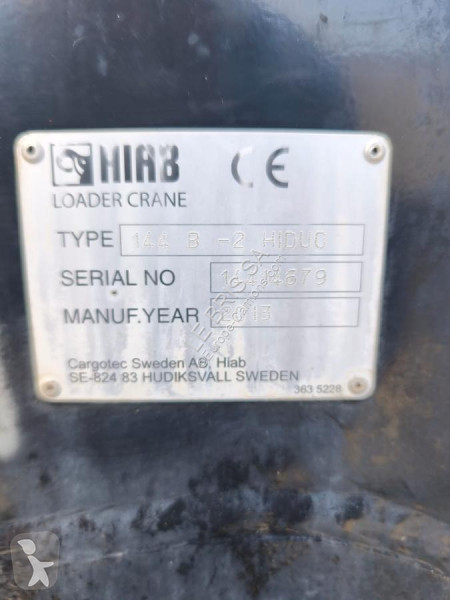 HIAB CE
LOADER CRANE
TYPE 144 B -2 HIDUO
SERIAL NO
MANUF.YEAR 2013
Cargotec Sweden AB, Hiab
SE-824 83 HUDIKSVALL SWEDEN
363 5228